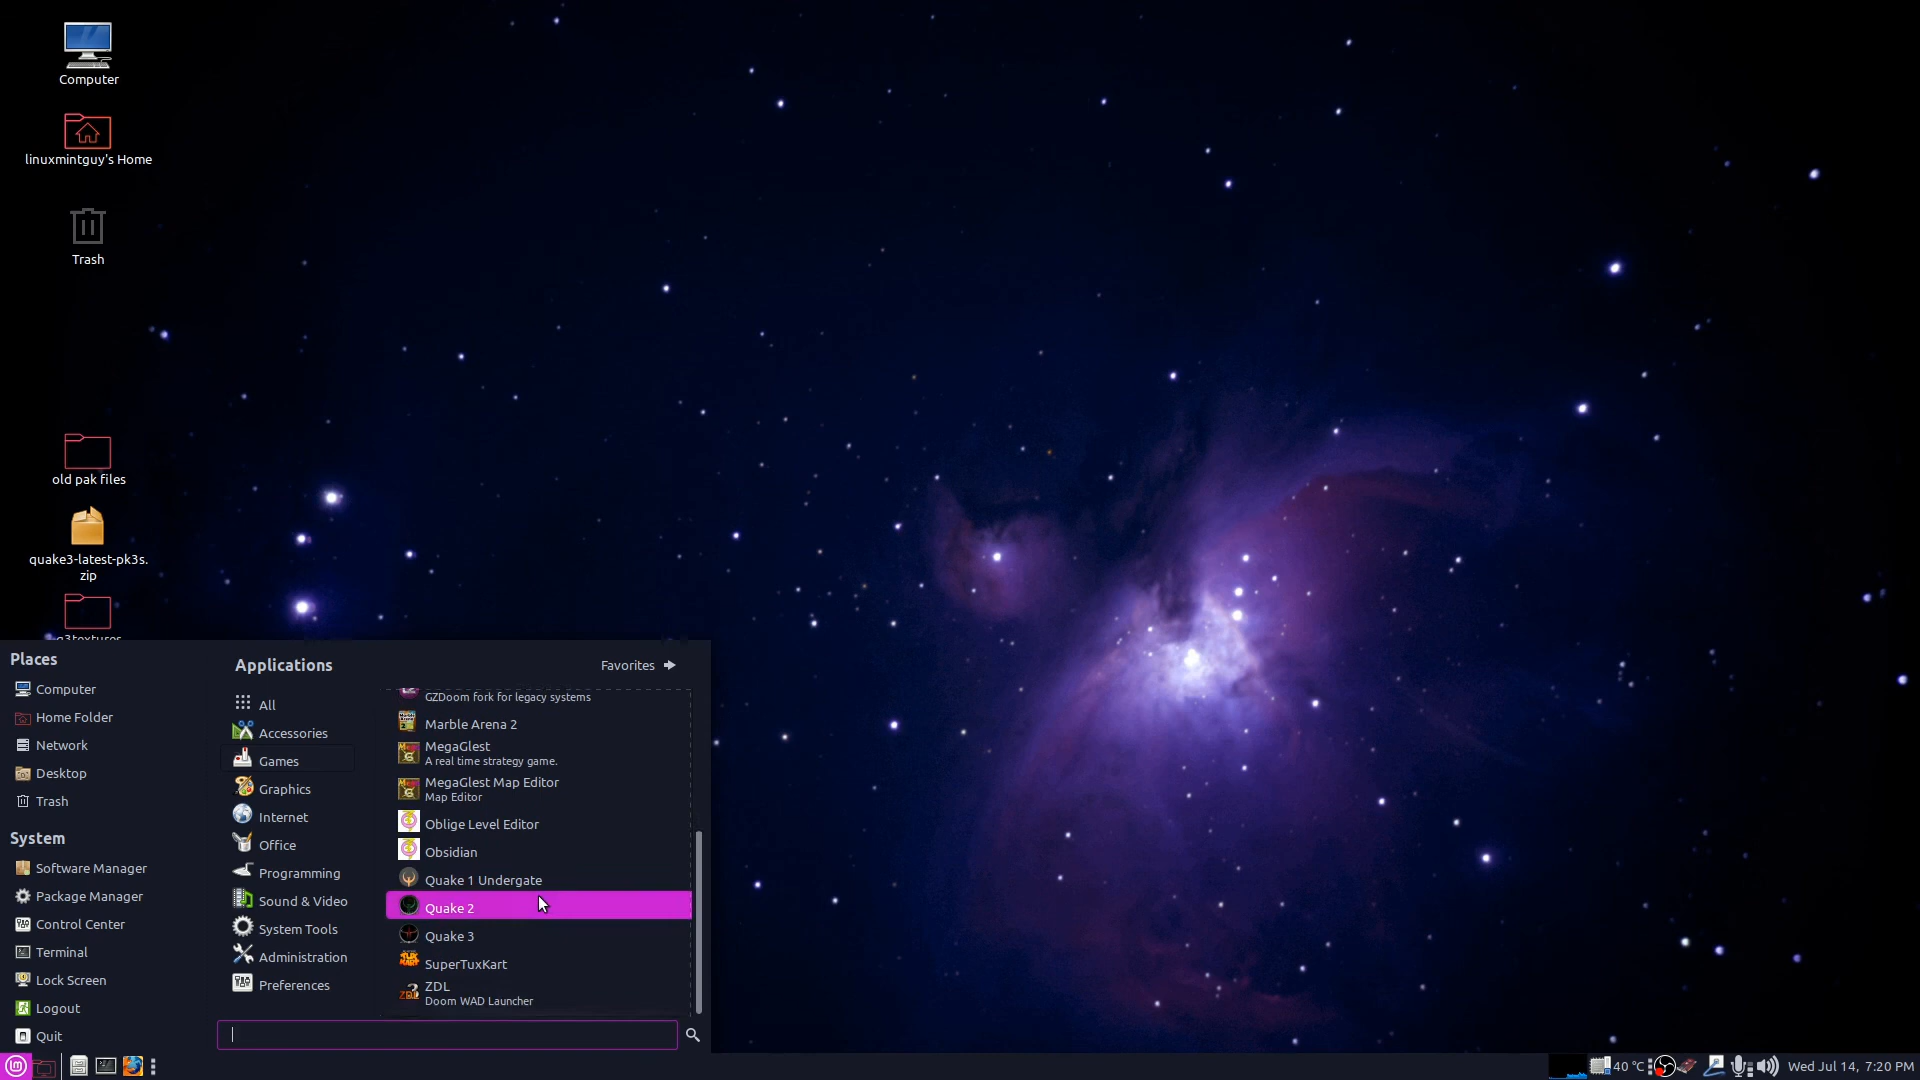 Computer
linuxmintguy's Home
Trash
old pak files
quake3-latest-pk3s.
zip
q3textures
Places
Computer
Home Folder
Network
Desktop
Trash
System
Software Manager
Package Manager
Control Center
Terminal
Lock Screen
Logout
Quit
Applications
Favorites
All
Accessories
Games
Graphics
Internet
Office
Programming
Sound & Video
System Tools
Administration
Preferences
GZDoom fork for legacy systems
Marble Arena 2
MegaGlest
A real time strategy game.
MegaGlest Map Editor
Map Editor
Oblige Level Editor
Obsidian
Quake 1 Undergate
Quake 2
Quake 3
SuperTuxKart
ZDL
Doom WAD Launcher
40 °C
Wed Jul 14, 7:20 PM